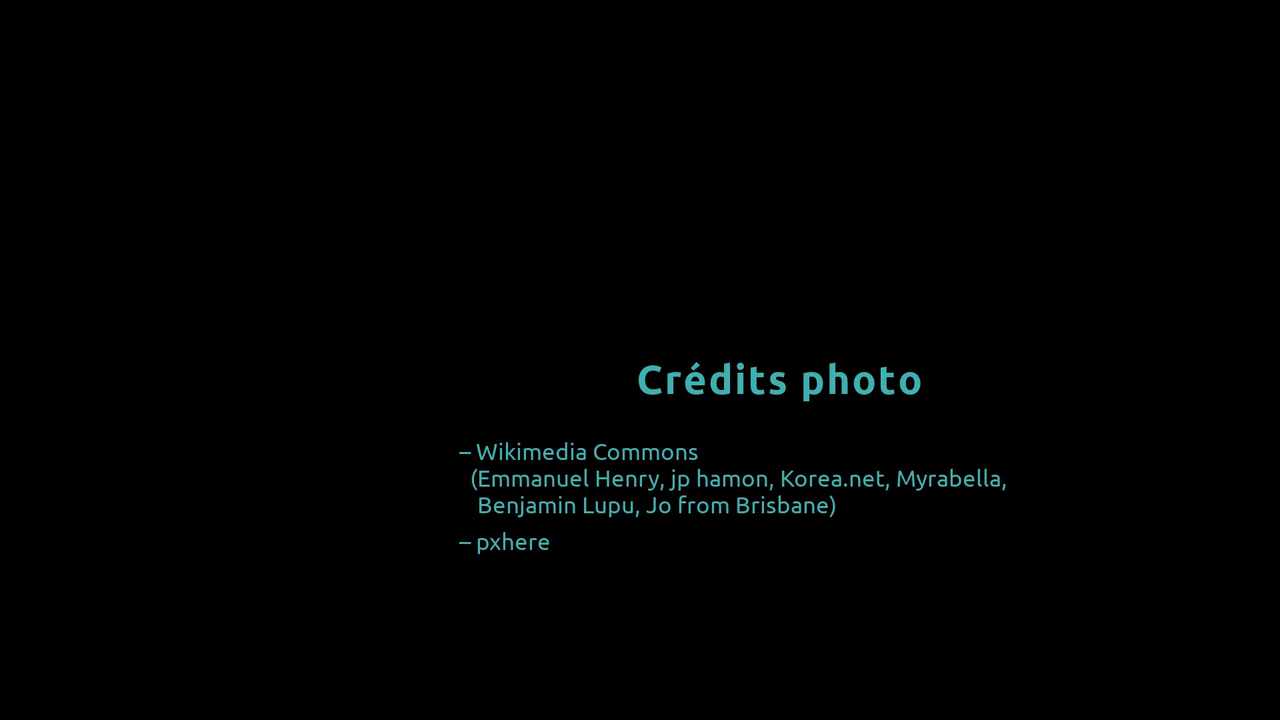 Crédits photo
– Wikimedia Commons
(Emmanuel Henry, jp hamon, Korea.net, Myrabella,
Benjamin Lupu, Jo from Brisbane)
– pxhere